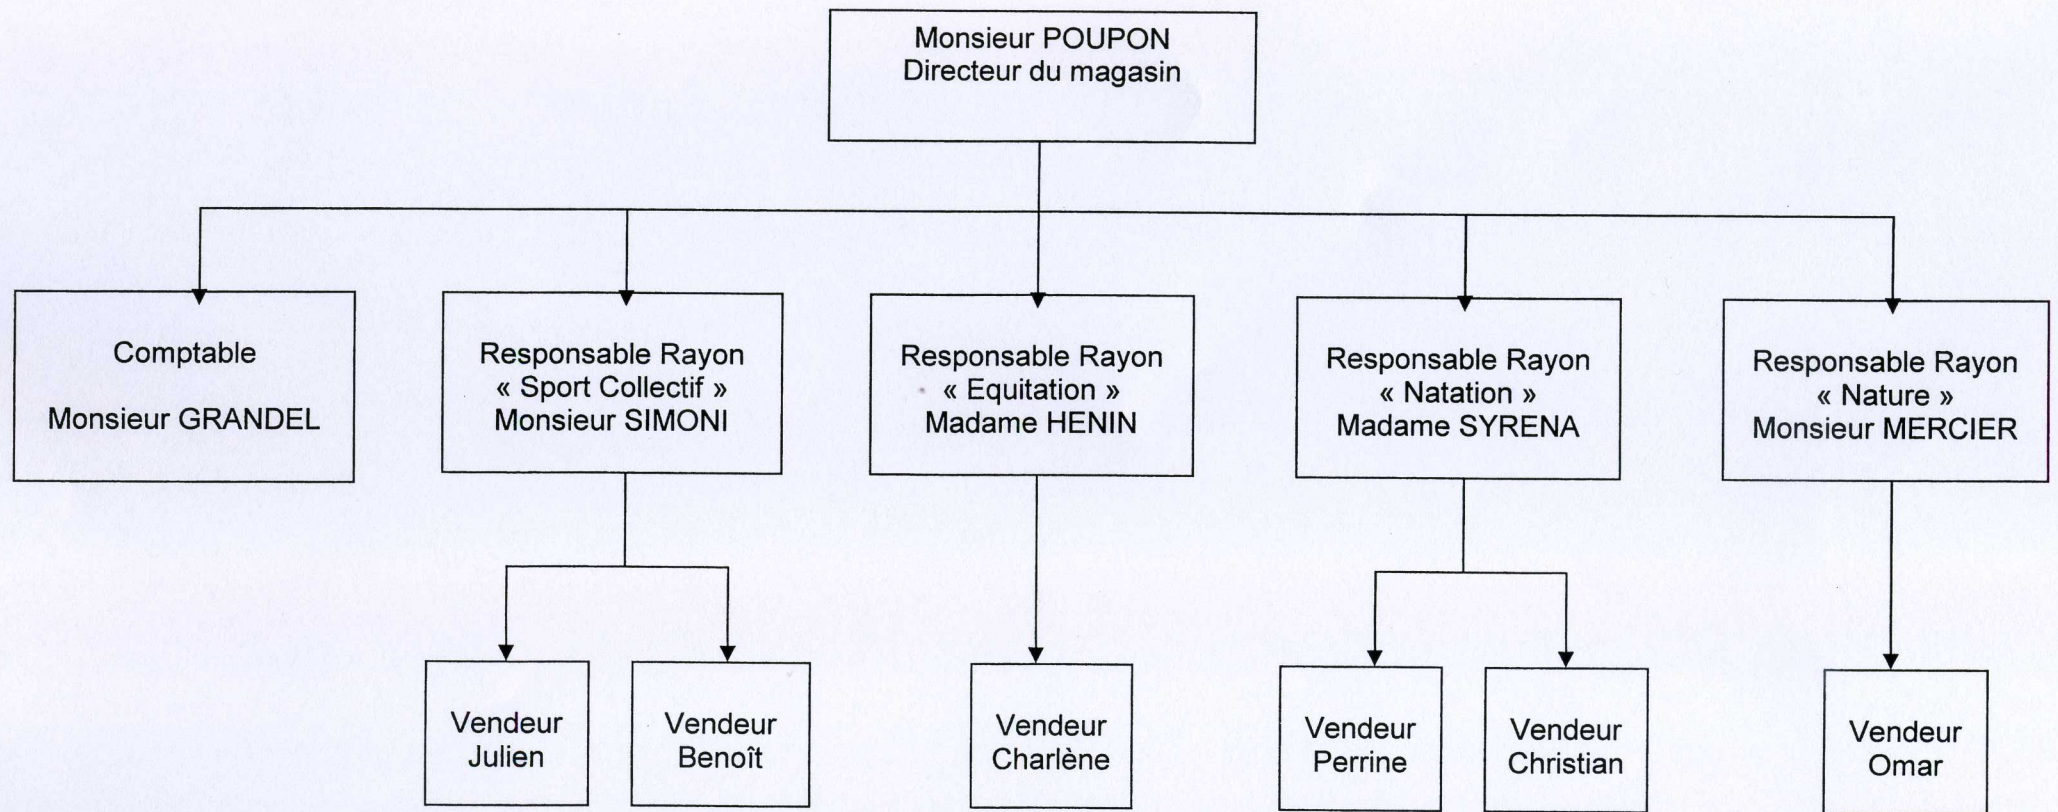 Monsieur POUPON
Directeur du magasin
Comptable
Monsieur GRANDEL
Responsable Rayon
« Sport Collectif »
Monsieur SIMONI
Responsable Rayon
« Equitation »
Madame HENIN
Responsable Rayon
« Natation »
Madame SYRENA
Responsable Rayon
« Nature »
Monsieur MERCIER
Vendeur
Julien
Vendeur
Benoît
Vendeur
Charlène
Vendeur
Perrine
Vendeur
Christian
Vendeur
Omar